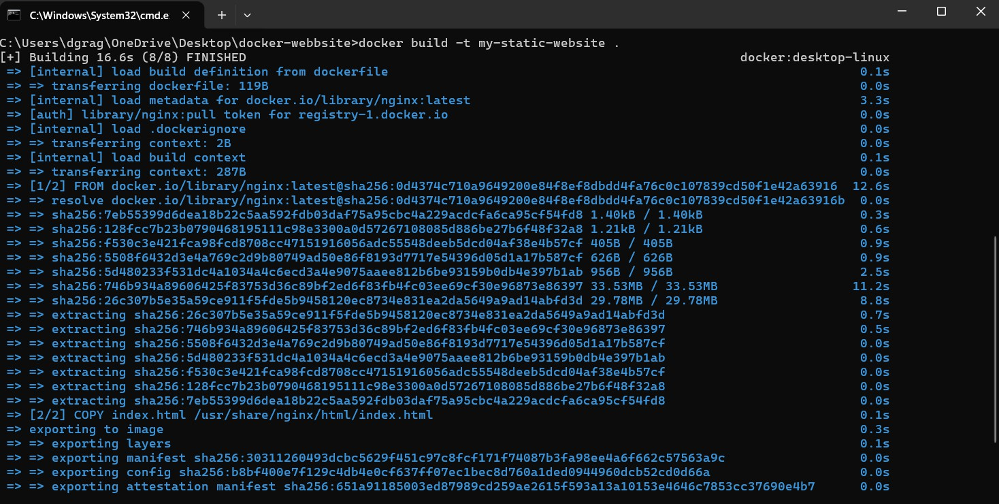 C:\Windows\System32\cmd.e
C:\Users\dgrag\OneDrive\Desktop\docker-webbsite>docker build -t my-static-website .
[+] Building 16.6s (8/8) FINISHED docker:desktop-linux
=> [internal] load build definition from dockerfile 0.1s
=> => transferring dockerfile: 119B 0.0s
=> [internal] load metadata for docker.io/library/nginx:latest 3.3s
=> [auth] library/nginx:pull token for registry-1.docker.io 0.0s
=> [internal] load .dockerignore 0.0s
=> => transferring context: 2B 0.0s
=> [internal] load build context 0.1s
=> => transferring context: 287B 0.0s
=> [1/2] FROM docker.io/library/nginx:latest@sha256:0d4374c710a9649200e84f8ef8dbdd4fa76c0c107839cd50f1e42a63916 12.6s
=> => resolve docker.io/library/nginx:latest@sha256:0d4374c710a9649200e84f8ef8dbdd4fa76c0c107839cd50f1e42a63916b 0.0s
=> => sha256:7eb55399d6dea18b22c5aa592fdb03daf75a95cbc4a229acdcfa6ca95cf54fd8 1.40kB / 1.40kB 0.3s
=> => sha256:128fcc7b23b0790468195111c98e3300a0d57267108085d886be27b6f48f32a8 1.21kB / 1.21kB 0.6s
=> => sha256:f530c3e421fca98fcd8708cc47151916056adc55548deeb5dcd04af38e4b57cf 405B / 405B 0.9s
=> => sha256:5508f6432d3e4a769c2d9b80749ad50e86f8193d7717e54396d05d1a17b587cf 626B / 626B 0.9s
=> => sha256:5d480233f531dc4a1034a4c6ecd3a4e9075aaee812b6be93159b0db4e397b1ab 956B / 956B 2.5s
=> => sha256:746b934a89606425f83753d36c89bf2ed6f83fb4fc03ee69cf30e96873e86397 33.53MB / 33.53MB 11.2s
=> => sha256:26c307b5e35a59ce911f5fde5b9458120ec8734e831ea2da5649a9ad14abfd3d 29.78MB / 29.78MB 8.8s
=> => extracting sha256:26c307b5e35a59ce911f5fde5b9458120ec8734e831ea2da5649a9ad14abfd3d 0.7s
=> => extracting sha256:746b934a89606425f83753d36c89bf2ed6f83fb4fc03ee69cf30e96873e86397 0.5s
=> => extracting sha256:5508f6432d3e4a769c2d9b80749ad50e86f8193d7717e54396d05d1a17b587cf 0.0s
=> => extracting sha256:5d480233f531dc4a1034a4c6ecd3a4e9075aaee812b6be93159b0db4e397b1ab 0.0s
=> => extracting sha256:f530c3e421fca98fcd8708cc47151916056adc55548deeb5dcd04af38e4b57cf 0.0s
=> => extracting sha256:128fcc7b23b0790468195111c98e3300a0d57267108085d886be27b6f48f32a8 0.0s
=> => extracting sha256:7eb55399d6dea18b22c5aa592fdb03daf75a95cbc4a229acdcfa6ca95cf54fd8 0.0s
=> [2/2] COPY index.html /usr/share/nginx/html/index.html 0.1s
=> exporting to image 0.3s
=> => exporting layers 0.1s
=> => exporting manifest sha256:30311260493dcbc5629f451c97c8fcf171f74087b3fa98ee4a6f662c57563a9c 0.0s
=> => exporting config sha256:b8bf400e7f129c4db4e0cf637ff07ec1bec8d760a1ded0944960dcb52cd0d66a 0.0s
=> => exporting attestation manifest sha256:651a91185003ed87989cd259ae2615f593a13a10153e4646c7853cc37690e4b7 0.0s